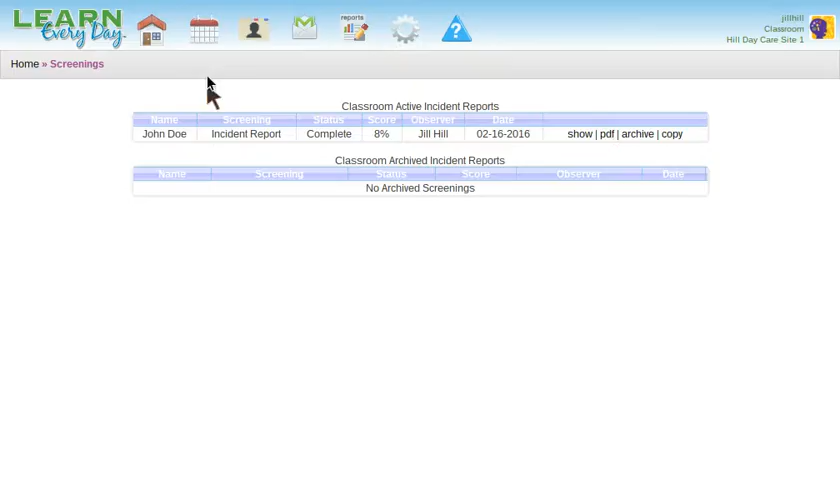 LEARN
Every Day
reports
?
jillhill
Classroom
Hill Day Care Site 1
Home » Screenings
Classroom Active Incident Reports
Name Screening Status Score Observer Date
John Doe Incident Report Complete 8% Jill Hill 02-16-2016 show | pdf | archive | copy
Classroom Archived Incident Reports
Name Screening Status Score Observer Date
No Archived Screenings